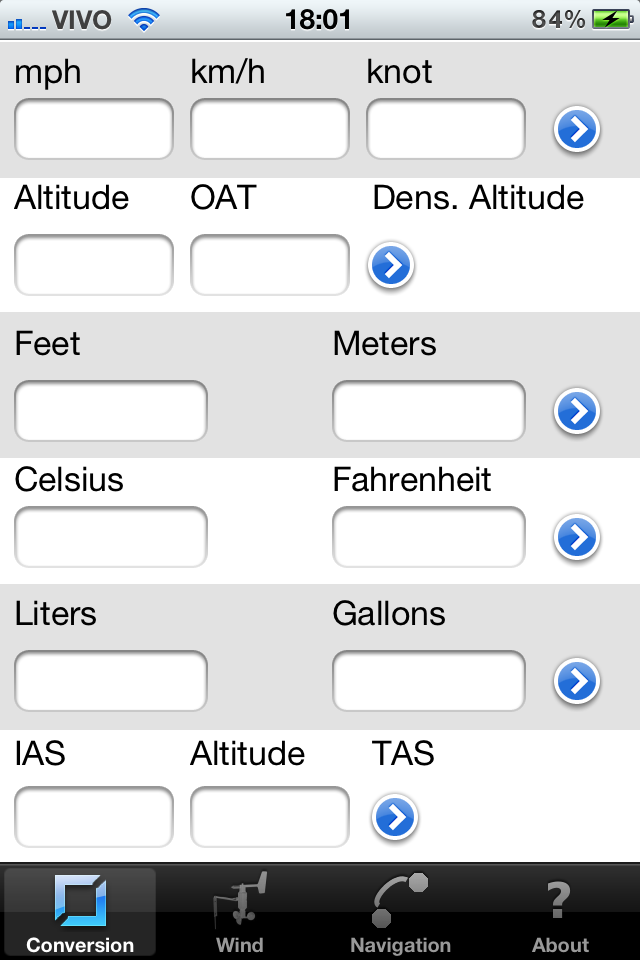 VIVO 18:01 84%
mph km/h knot
Altitude OAT Dens. Altitude
Feet Meters
Celsius Fahrenheit
Liters Gallons
IAS Altitude TAS
?
Conversion Wind Navigation About